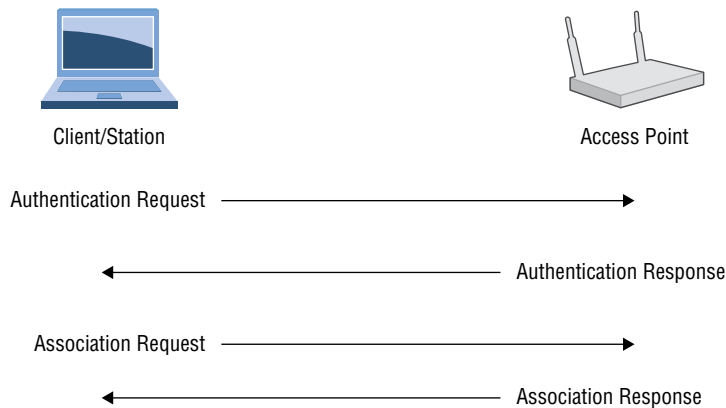 Client/Station
Access Point
Authentication Request
Authentication Response
Association Request
Association Response